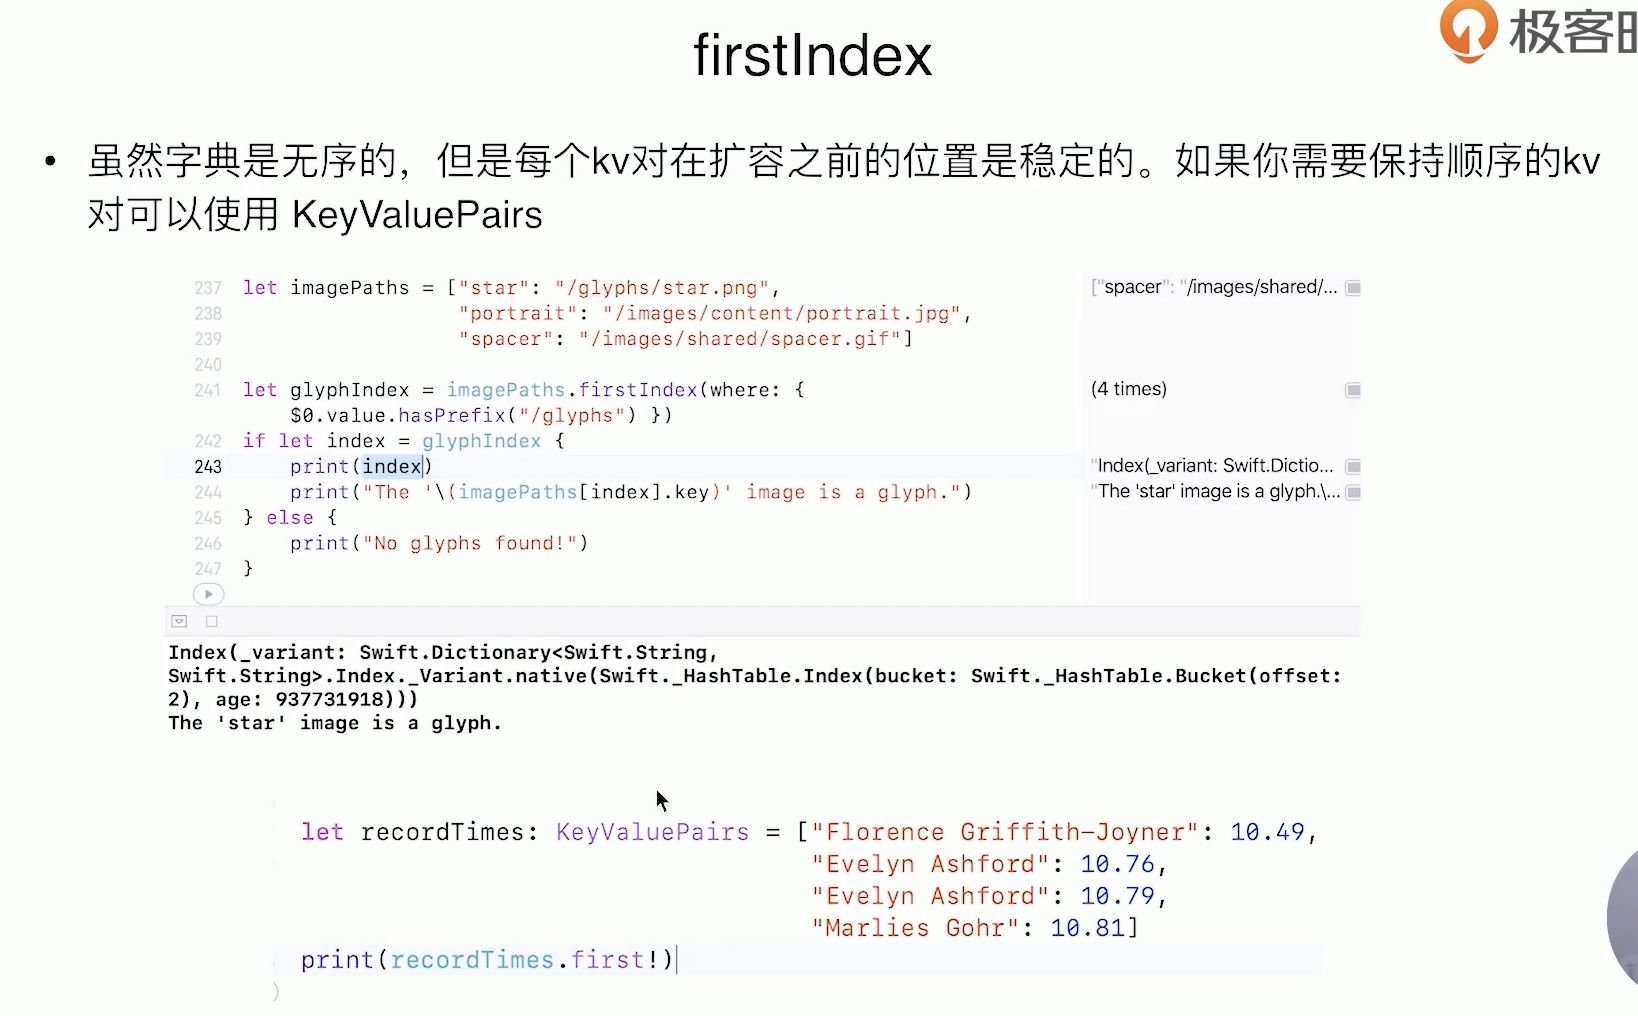 极客时
firstIndex
• 虽然字典是无序的，但是每个kv对在扩容之前的位置是稳定的。如果你需要保持顺序的kv
对可以使用 KeyValuePairs
237 let imagePaths = ["star": "/glyphs/star.png", ["spacer": "/images/shared/...
238 "portrait": "/images/content/portrait.jpg",
239 "spacer": "/images/shared/spacer.gif"]
240
241 let glyphIndex = imagePaths.firstIndex(where: { (4 times)
$0.value.hasPrefix("/glyphs") })
242 if let index = glyphIndex {
243 print(index) "Index(_variant: Swift.Dictio...
244 print("The '\(imagePaths[index].key)' image is a glyph.") "The 'star' image is a glyph.\...
245 } else {
246 print("No glyphs found!")
247 }
Index(_variant: Swift.Dictionary<Swift.String,
Swift.String>.Index._Variant.native(Swift._HashTable.Index(bucket: Swift._HashTable.Bucket(offset:
2), age: 937731918)))
The 'star' image is a glyph.
let recordTimes: KeyValuePairs = ["Florence Griffith-Joyner": 10.49,
"Evelyn Ashford": 10.76,
"Evelyn Ashford": 10.79,
"Marlies Gohr": 10.81]
print(recordTimes.first!)
)